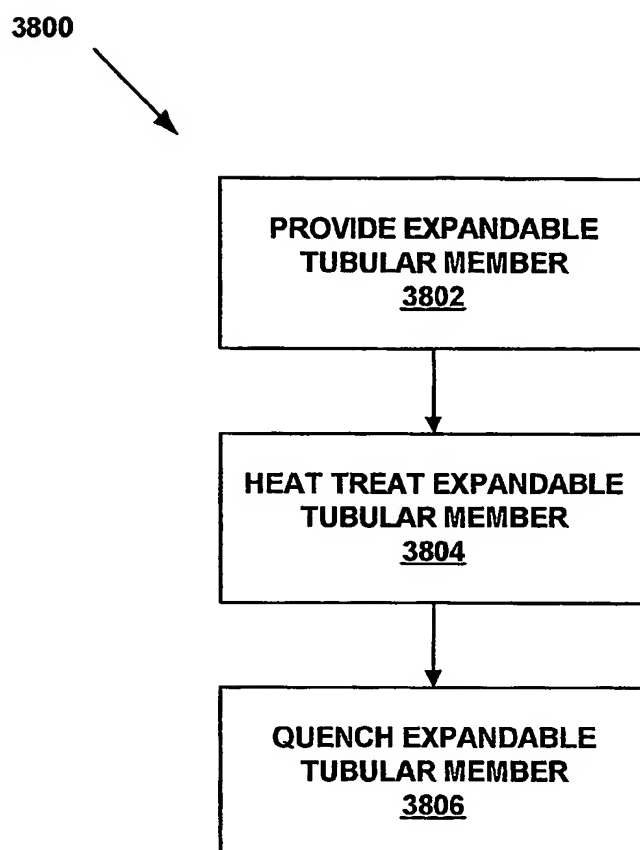 3800
PROVIDE EXPANDABLE
TUBULAR MEMBER
3802
HEAT TREAT EXPANDABLE
TUBULAR MEMBER
3804
QUENCH EXPANDABLE
TUBULAR MEMBER
3806